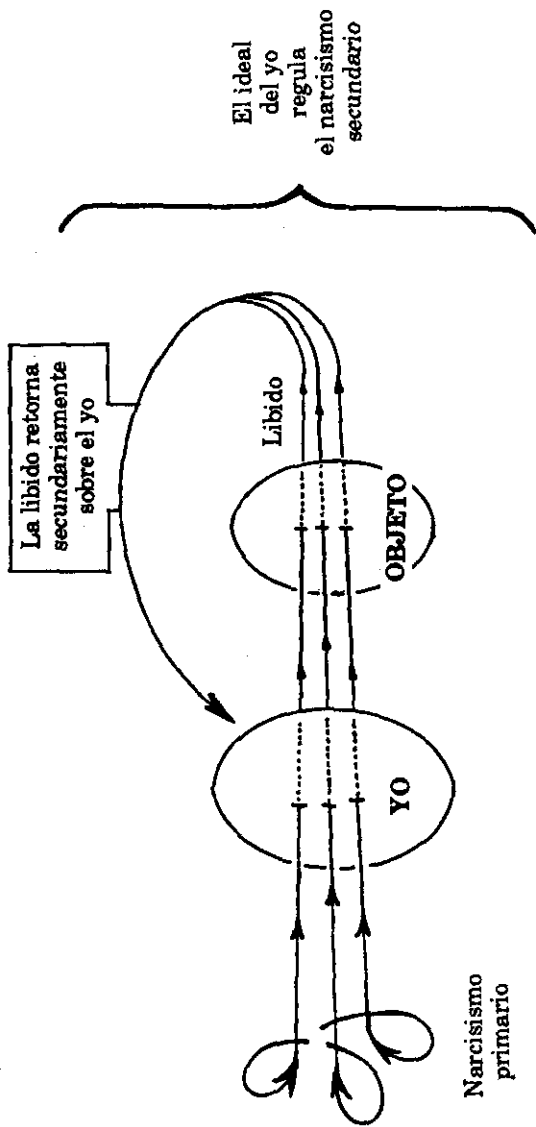 Narcisismo
primario
YO
OBJETO
Libido
La libido retorna
secundariamente
sobre el yo
El ideal
del yo
regula
el narcisismo
secundario